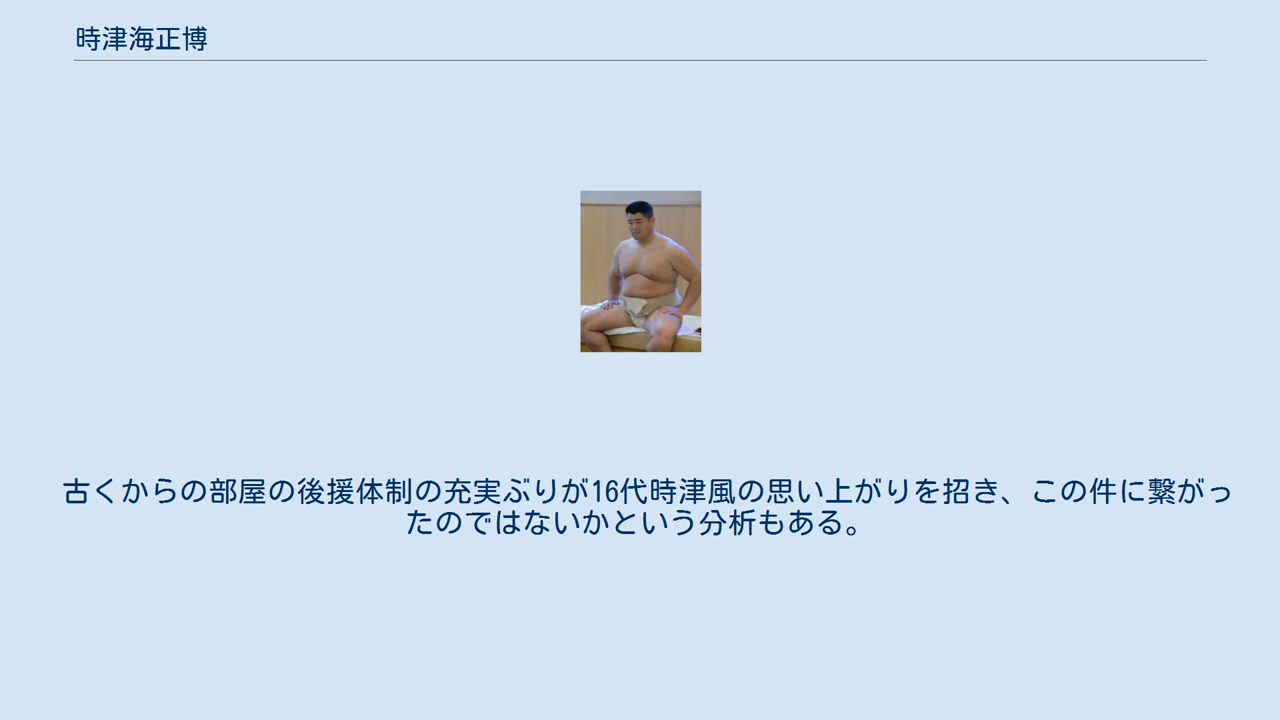 時津海正博
古くからの部屋の後援体制の充実ぶりが16代時津風の思い上がりを招き、この件に繋がっ
たのではないかという分析もある。